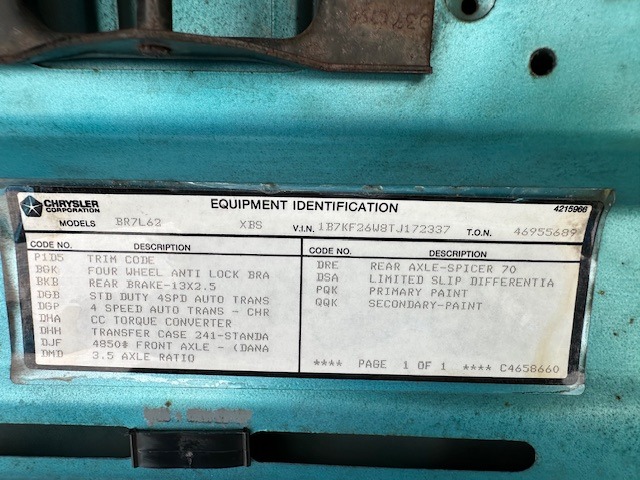 CHRYSLER
CORPORATION
EQUIPMENT IDENTIFICATION
4215966
MODELS BR7L62 XBS V.I.N. 1B7KF26W8TJ172337 T.O.N. 46955689
CODE NO. DESCRIPTION
P1D5 TRIM CODE
BGK FOUR WHEEL ANTI LOCK BRA
BKB REAR BRAKE-13X2.5
DGB STD DUTY 4SPD AUTO TRANS
DGP 4 SPEED AUTO TRANS - CHR
DHA CC TORQUE CONVERTER
DHH TRANSFER CASE 241-STANDA
DJF 4850# FRONT AXLE - (DANA
DMD 3.5 AXLE RATIO
CODE NO. DESCRIPTION
DRE REAR AXLE-SPICER 70
DSA LIMITED SLIP DIFFERENTIA
PQK PRIMARY PAINT
QQK SECONDARY-PAINT
**** PAGE 1 OF 1 **** C4658660